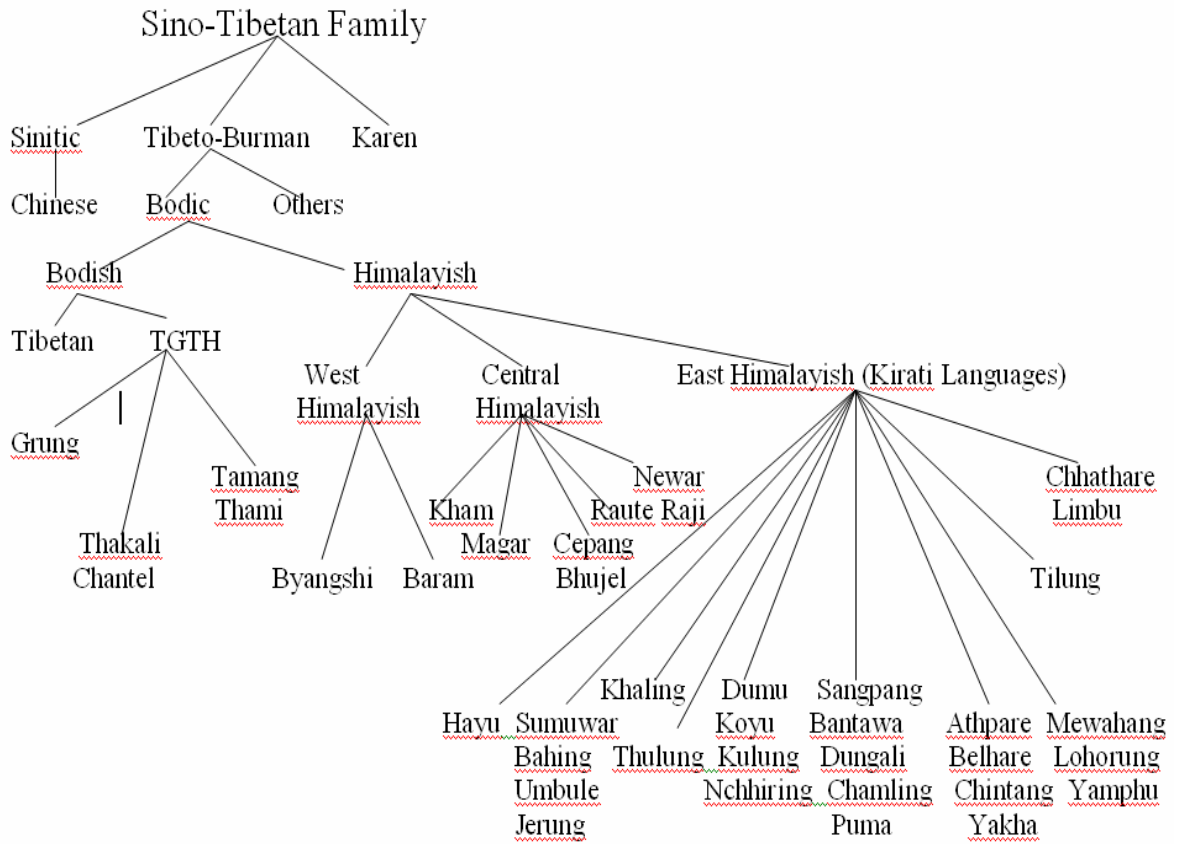 Sino-Tibetan Family
Sinitic Tibeto-Burman Karen
Chinese Bodic Others
Bodish Himalayish
Tibetan TGTH
West Central East Himalayish (Kirati Languages)
Himalayish Himalayish
Grung
Tamang Newar Chhathare
Thami Kham Raute Raji Limbu
Thakali Magar Cepang
Chantel Byangshi Baram Bhujel Tilung
Khaling Dumu Sangpang
Hayu Sumuwar Koyu Bantawa Athpare Mewahang
Bahing Thulung Kulung Dungali Belhare Lohorung
Umbule Nchhiring Chamling Chintang Yamphu
Jerung Puma Yakha